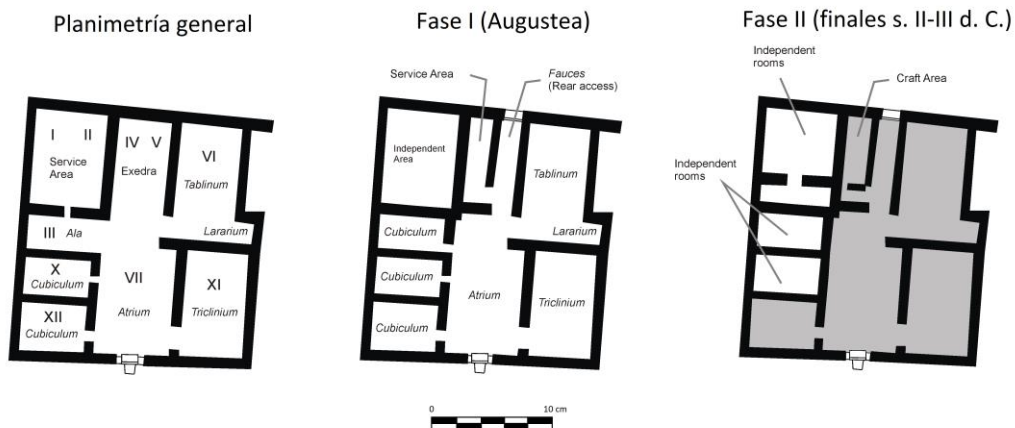 Planimetría general
I II
Service
Area
IV V
Exedra
VI
Tablinum
III Ala
Lararium
X
Cubiculum
VII
Atrium
XI
Triclinium
XII
Cubiculum
Fase I (Augustea)
Service Area
Fauces
(Rear access)
Independent
Area
Tablinum
Cubiculum
Lararium
Cubiculum
Atrium
Triclinium
Cubiculum
0 10 cm
Fase II (finales s. II-III d. C.)
Independent
rooms
Craft Area
Independent
rooms